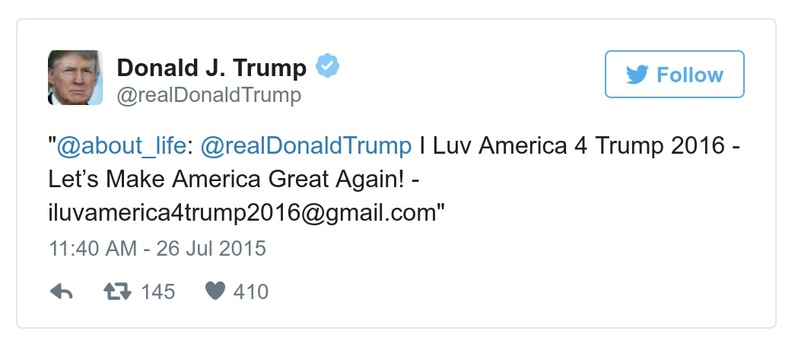 Donald J. Trump
Follow
@realDonaldTrump
"@about_life: @realDonaldTrump I Luv America 4 Trump 2016 -
Let’s Make America Great Again! -
iluvamerica4trump2016@gmail.com"
11:40 AM - 26 Jul 2015
145 410